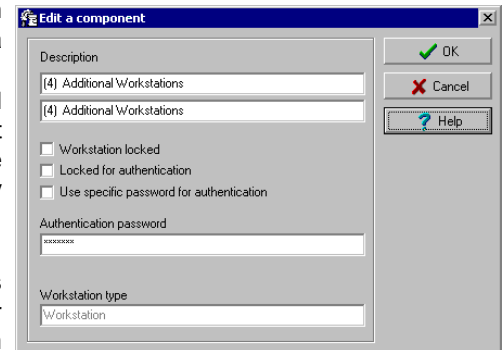 Edit a component
Description
(4) Additional Workstations
(4) Additional Workstations
Workstation locked
Locked for authentication
Use specific password for authentication
Authentication password
xxxxxxx
Workstation type
Workstation
OK
Cancel
? Help